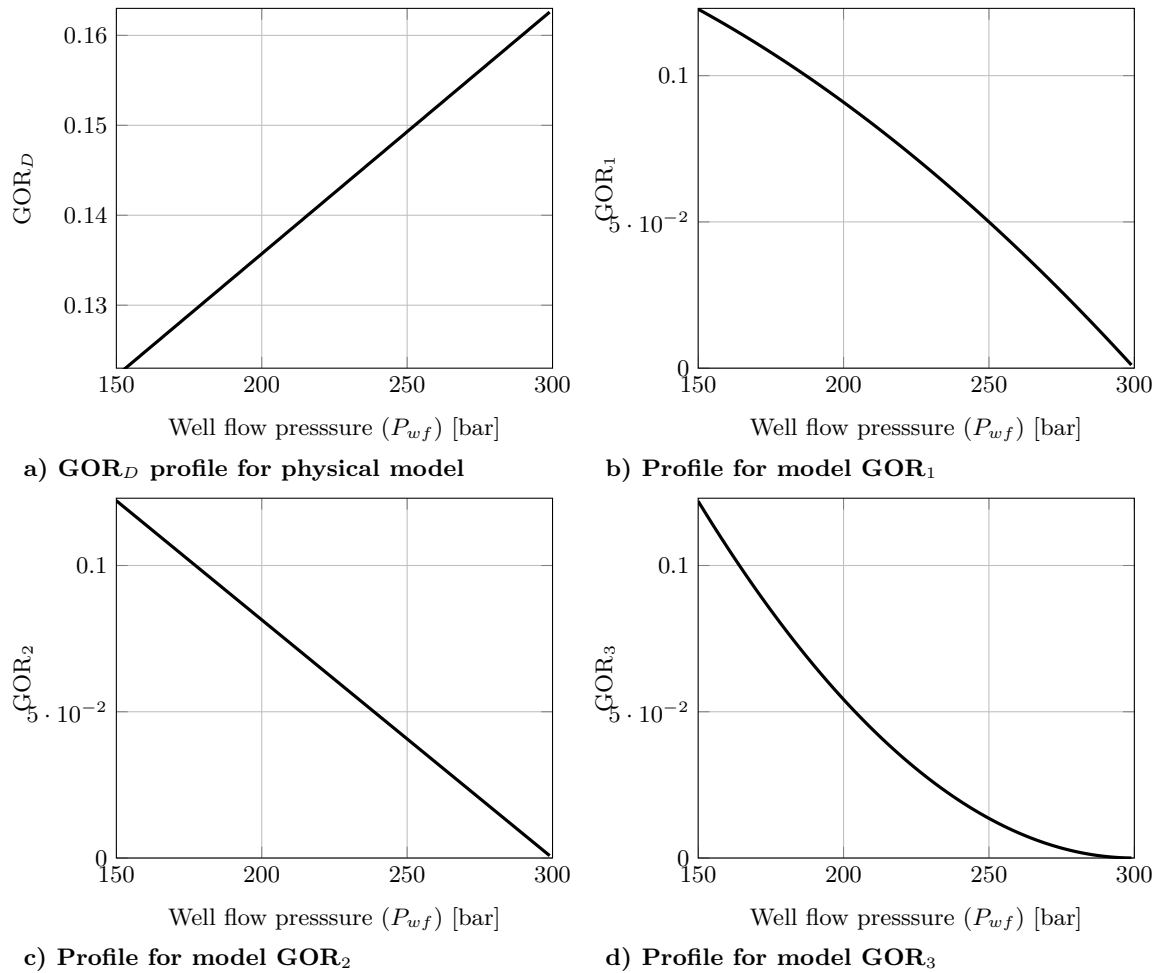 GOR_D
0.16
0.15
0.14
0.13
150 200 250 300
Well flow presssure (P_wf) [bar]
a) GOR_D profile for physical model
GOR_1
0.1
5 · 10^−2
0
150 200 250 300
Well flow presssure (P_wf) [bar]
b) Profile for model GOR_1
GOR_2
0.1
5 · 10^−2
0
150 200 250 300
Well flow presssure (P_wf) [bar]
c) Profile for model GOR_2
GOR_3
0.1
5 · 10^−2
0
150 200 250 300
Well flow presssure (P_wf) [bar]
d) Profile for model GOR_3